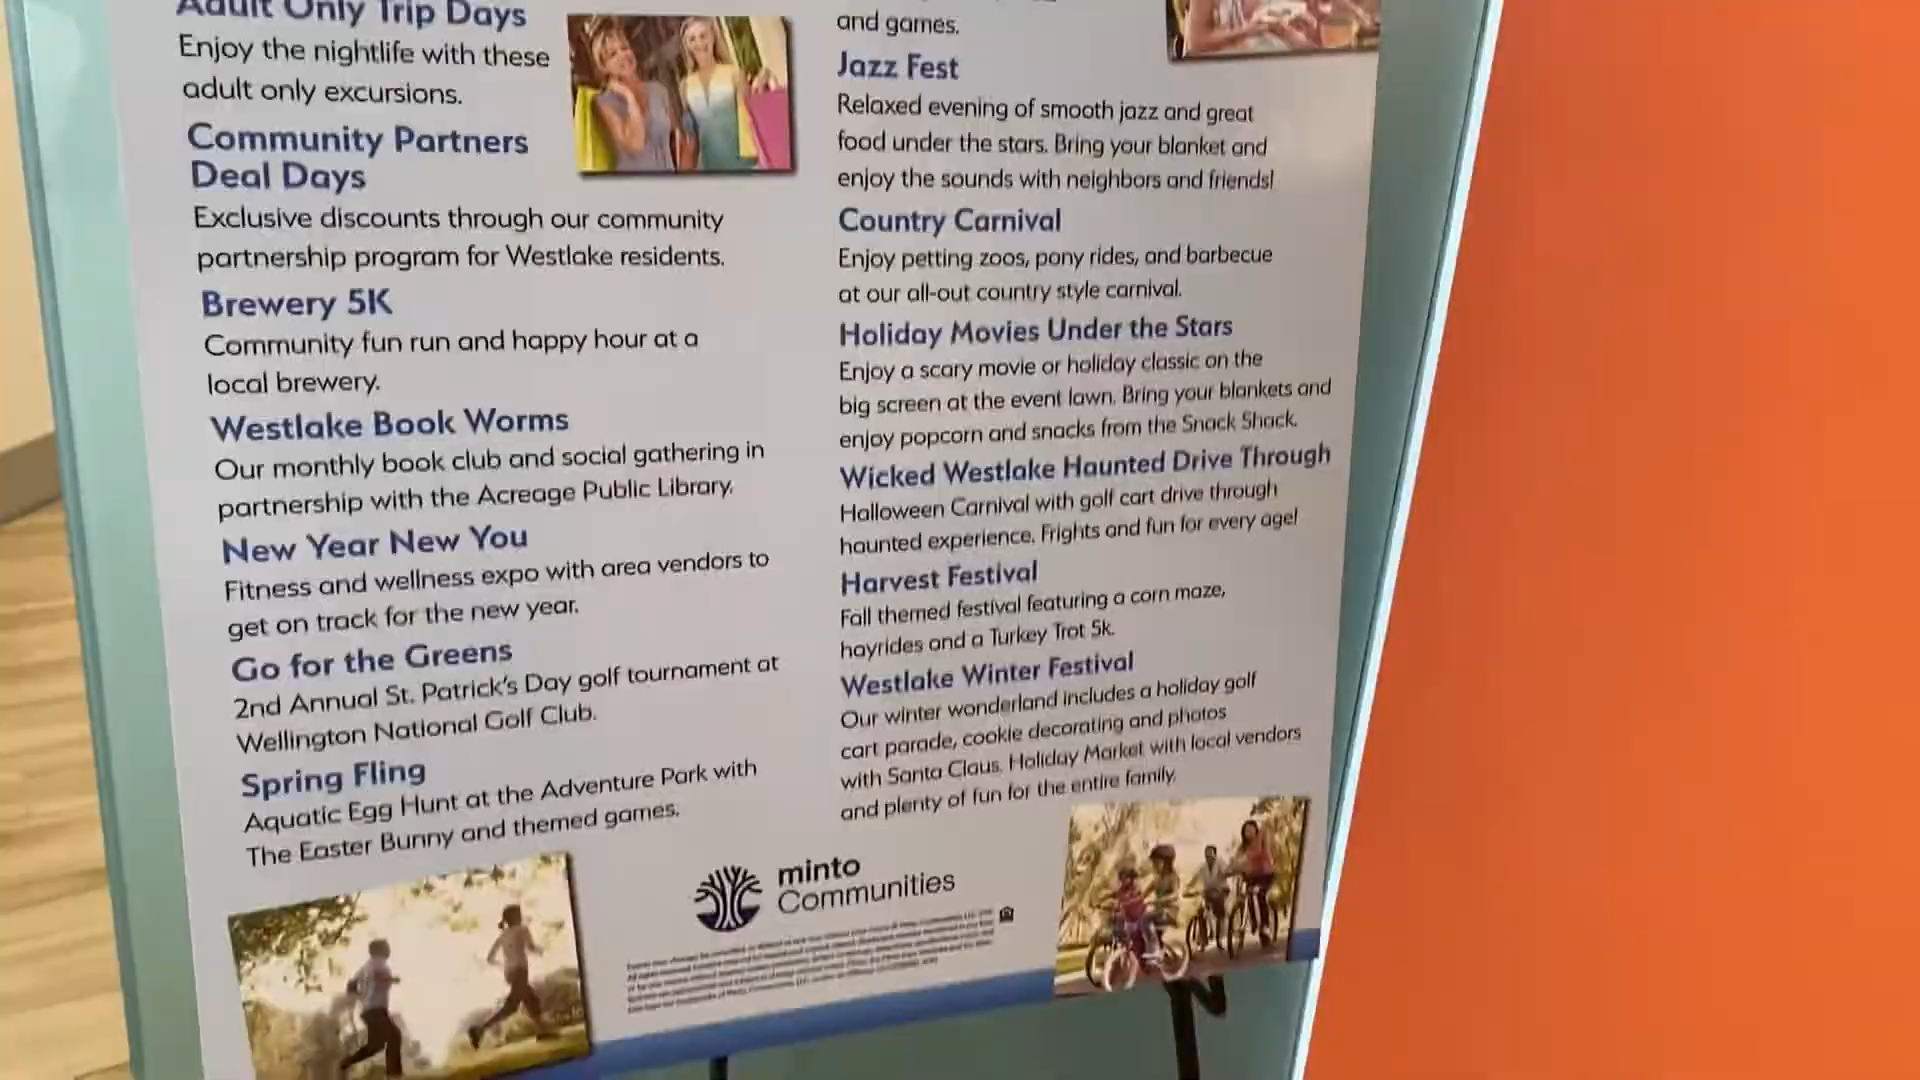 Adult Only Trip Days
Enjoy the nightlife with these
adult only excursions.
Community Partners
Deal Days
Exclusive discounts through our community
partnership program for Westlake residents.
Brewery 5K
Community fun run and happy hour at a
local brewery.
Westlake Book Worms
Our monthly book club and social gathering in
partnership with the Acreage Public Library.
New Year New You
Fitness and wellness expo with area vendors to
get on track for the new year.
Go for the Greens
2nd Annual St. Patrick's Day golf tournament at
Wellington National Golf Club.
Spring Fling
Aquatic Egg Hunt at the Adventure Park with
The Easter Bunny and themed games.
and games.
Jazz Fest
Relaxed evening of smooth jazz and great
food under the stars. Bring your blanket and
enjoy the sounds with neighbors and friends!
Country Carnival
Enjoy petting zoos, pony rides, and barbecue
at our all-out country style carnival.
Holiday Movies Under the Stars
Enjoy a scary movie or holiday classic on the
big screen at the event lawn. Bring your blankets and
enjoy popcorn and snacks from the Snack Shack.
Wicked Westlake Haunted Drive Through
Halloween Carnival with golf cart drive through
haunted experience. Frights and fun for every age!
Harvest Festival
Fall themed festival featuring a corn maze,
hayrides and a Turkey Trot 5k.
Westlake Winter Festival
Our winter wonderland includes a holiday golf
cart parade, cookie decorating and photos
with Santa Claus. Holiday Market with local vendors
and plenty of fun for the entire family.
minto
Communities